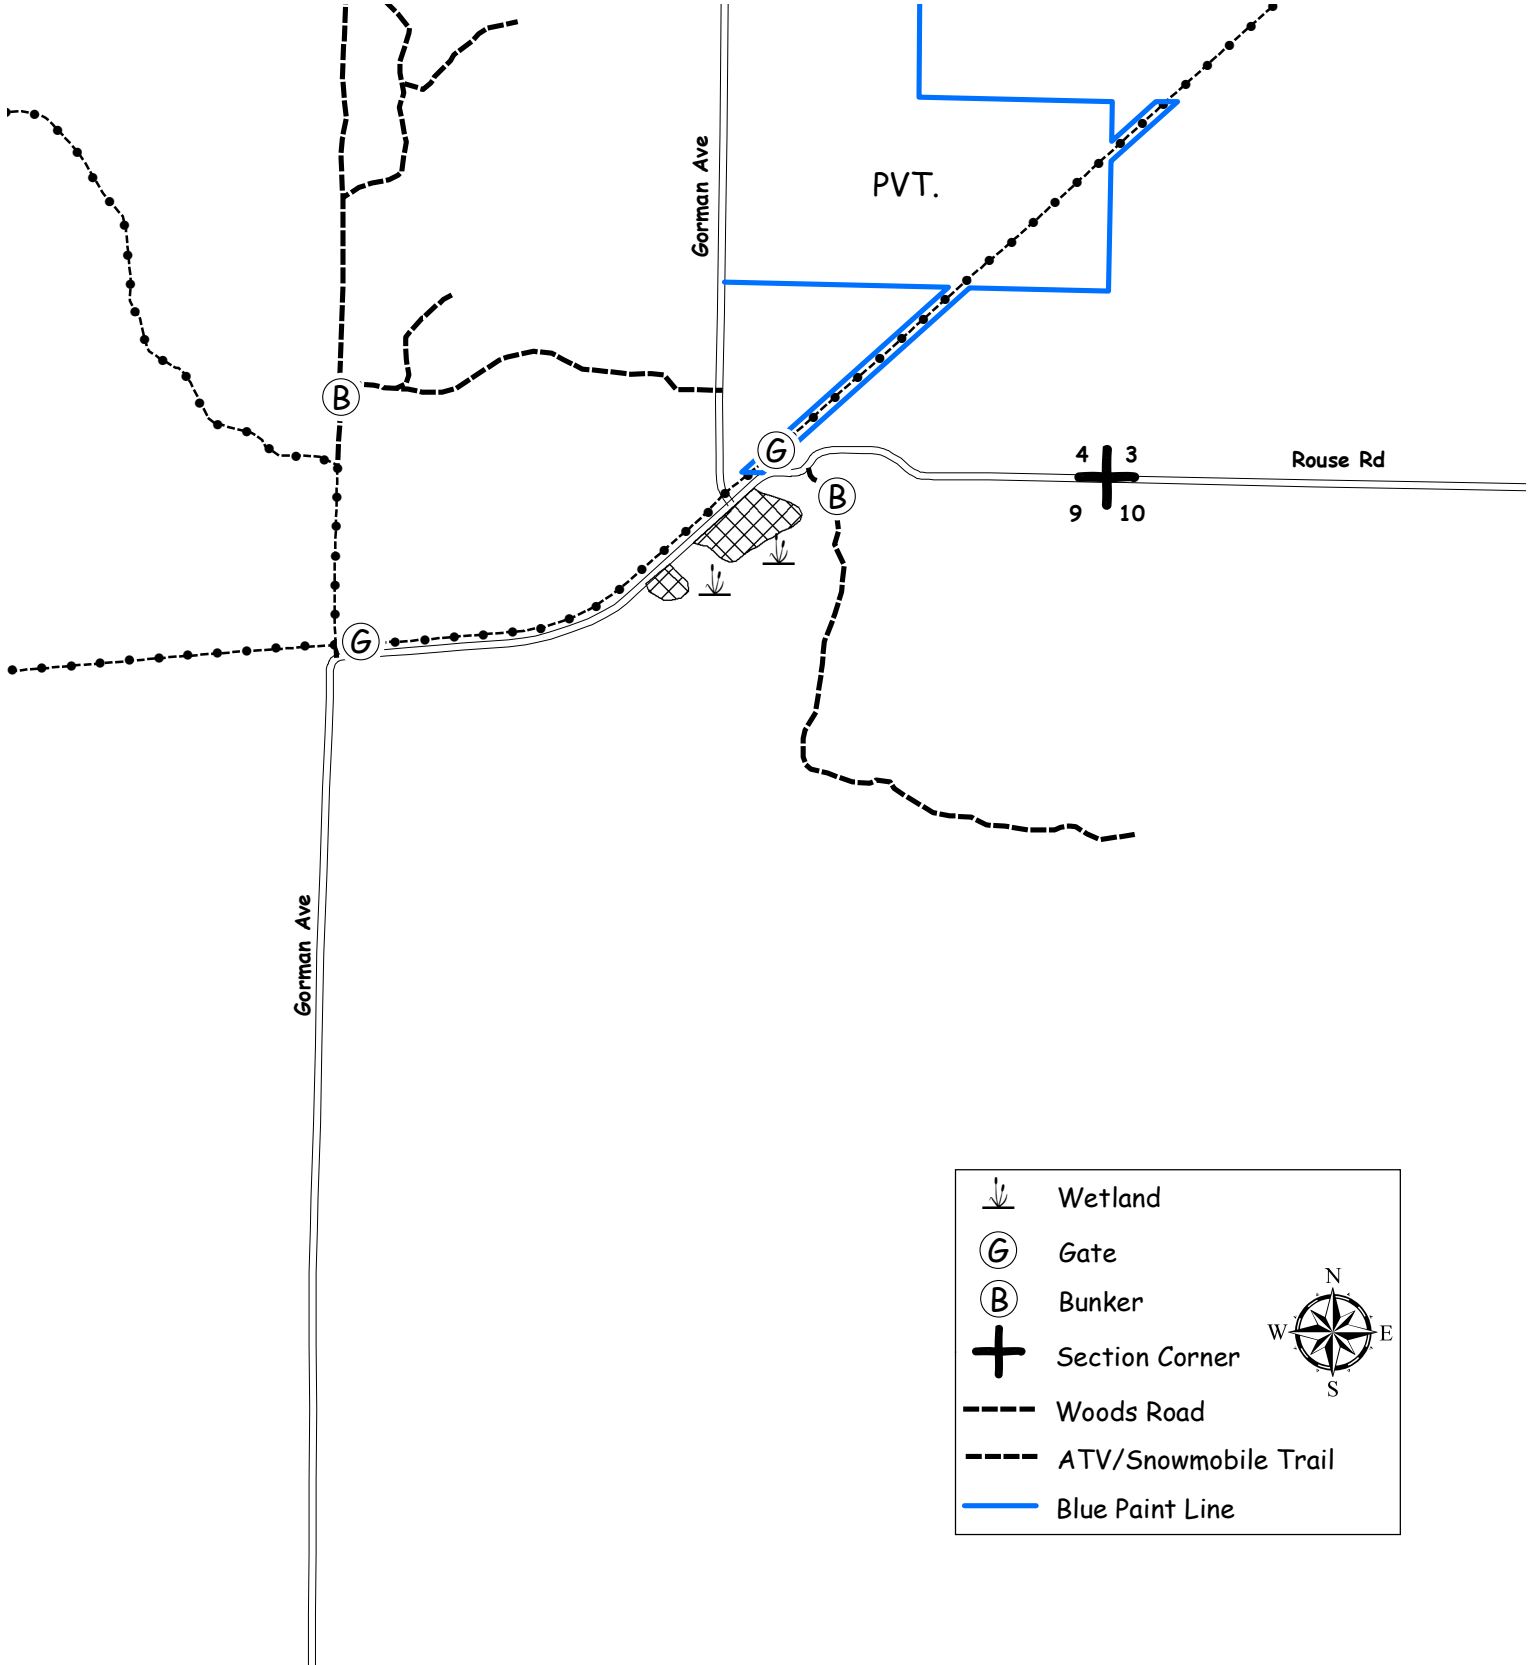 Gorman Ave
PVT.
B
G
4 3
Rouse Rd
B
9 10
G
Gorman Ave
Wetland
G Gate
B Bunker
Section Corner
Woods Road
ATV/Snowmobile Trail
Blue Paint Line
N
W E
S